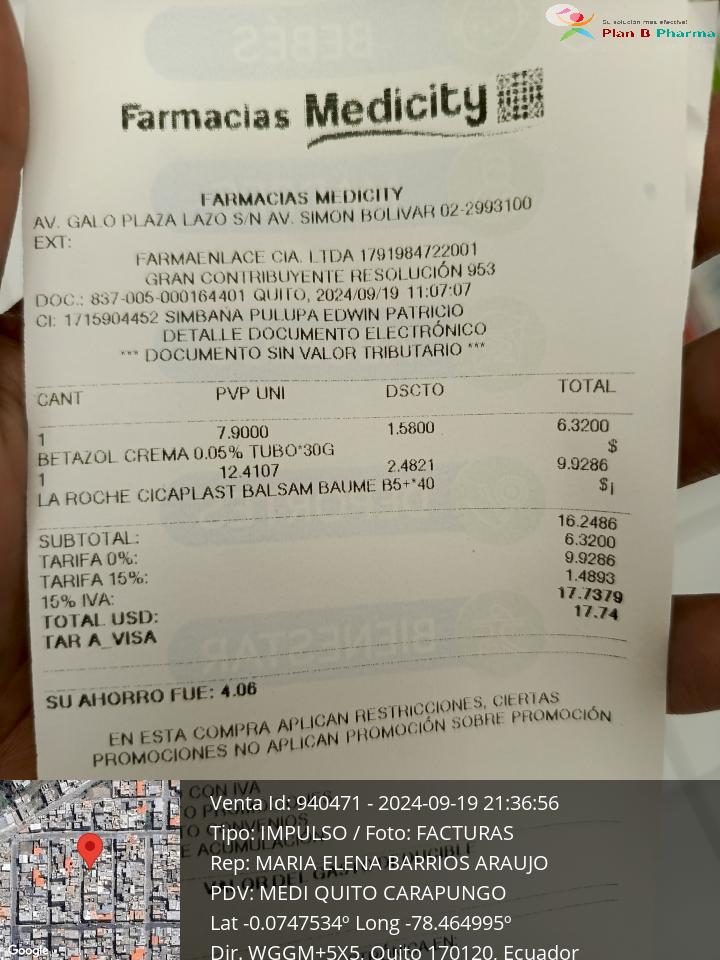 Su solución más efectiva!
Plan B Pharma
Farmacias Medicity
FARMACIAS MEDICITY
AV. GALO PLAZA LAZO S/N AV. SIMON BOLIVAR 02-2993100
EXT:
FARMAENLACE CIA. LTDA 1791984722001
GRAN CONTRIBUYENTE RESOLUCIÓN 953
DOC.: 837-005-000164401 QUITO, 2024/09/19 11:07:07
CI: 1715904452 SIMBAÑA PULUPA EDWIN PATRICIO
DETALLE DOCUMENTO ELECTRÓNICO
*** DOCUMENTO SIN VALOR TRIBUTARIO ***
CANT PVP UNI DSCTO TOTAL
1 7.9000 1.5800 6.3200
BETAZOL CREMA 0.05% TUBO*30G $
1 12.4107 2.4821 9.9286
LA ROCHE CICAPLAST BALSAM BAUME B5+*40 $¡
SUBTOTAL: 16.2486
TARIFA 0%: 6.3200
TARIFA 15%: 9.9286
15% IVA: 1.4893
TOTAL USD: 17.7379
TAR A_VISA 17.74
SU AHORRO FUE: 4.06
EN ESTA COMPRA APLICAN RESTRICCIONES, CIERTAS
PROMOCIONES NO APLICAN PROMOCIÓN SOBRE PROMOCIÓN
CON IVA
Venta Id: 940471 - 2024-09-19 21:36:56
Tipo: IMPULSO / Foto: FACTURAS
Rep: MARIA ELENA BARRIOS ARAUJO
PDV: MEDI QUITO CARAPUNGO
Lat -0.0747534º Long -78.464995º
Dir. WGGM+5X5, Quito 170120, Ecuador
Google